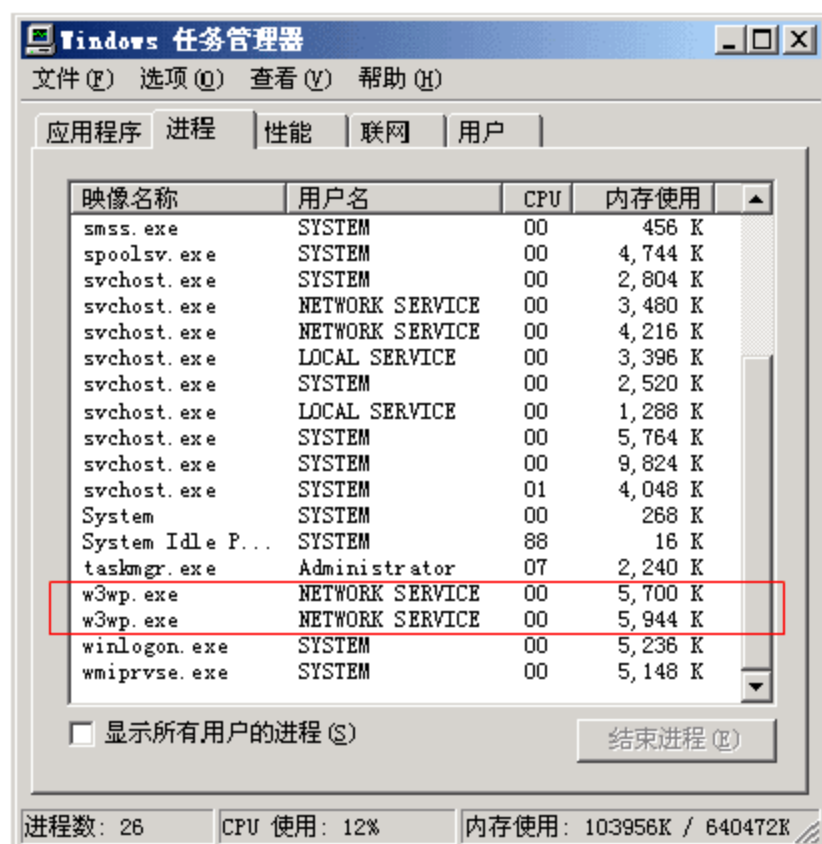 Windows 任务管理器
文件(F) 选项(O) 查看(V) 帮助(H)
应用程序 进程 性能 联网 用户
映像名称 用户名 CPU 内存使用
smss.exe SYSTEM 00 456 K
spoolsv.exe SYSTEM 00 4,744 K
svchost.exe SYSTEM 00 2,804 K
svchost.exe NETWORK SERVICE 00 3,480 K
svchost.exe NETWORK SERVICE 00 4,216 K
svchost.exe LOCAL SERVICE 00 3,396 K
svchost.exe SYSTEM 00 2,520 K
svchost.exe LOCAL SERVICE 00 1,288 K
svchost.exe SYSTEM 00 5,764 K
svchost.exe SYSTEM 00 9,824 K
svchost.exe SYSTEM 01 4,048 K
System SYSTEM 00 268 K
System Idle P... SYSTEM 88 16 K
taskmgr.exe Administrator 07 2,240 K
w3wp.exe NETWORK SERVICE 00 5,700 K
w3wp.exe NETWORK SERVICE 00 5,944 K
winlogon.exe SYSTEM 00 5,236 K
wmiprvse.exe SYSTEM 00 5,148 K
显示所有用户的进程(S) 结束进程(E)
进程数: 26 CPU 使用: 12% 内存使用: 103956K / 640472K